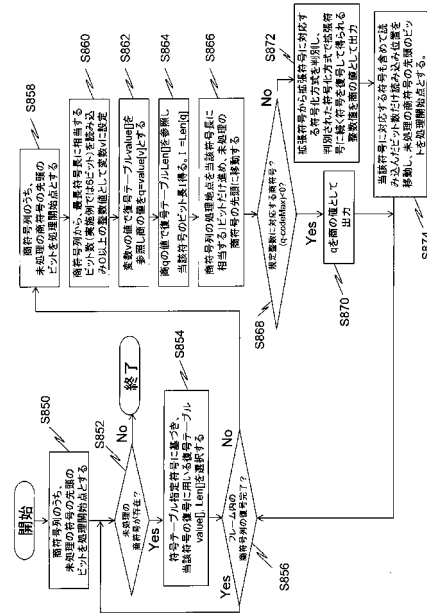 開始
商符号列のうち、
未処理の符号の先頭の
ビットを処理開始点とする
S850
未処理の
商符号が存在?
S852
No
終了
Yes
符号テーブル指定符号に基づき、
当該符号の復号に用いる復号テーブル
value[], Len[]を選択する
S854
フレーム内の
商符号列の復号完了?
Yes
No
S856
商符号列のうち、
未処理の商符号の先頭の
ビットを処理開始点とする
S858
商符号列から、最長符号長に相当する
ビット数(実施例では6ビット)を読み込
み0以上の整数値として変数vに設定
S860
変数vの値で復号テーブルvalue[]を
参照し商の値をq=value[v]とする
S862
商qの値で復号テーブルLen[]を参照し
当該符号のビット長l得る。l=Len[q]
S864
商符号列の処理地点を当該符号長に
相当するlビットだけ進め、未処理の
商符号の先頭に移動する
S866
規定整数に対応する商符号?
(q-codeMax)<0?
S868
No
Yes
qを商の値として
出力
S870
拡張符号から拡張符号に対応す
る符号化方式を判別し、
判別された符号化方式で拡張符
号に続く符号を復号して得られる
整数値を商の値として出力
S872
当該符号に対応する符号も含めて読
み込んだビット数だけ読み込み位置を
移動し、未処理の商符号の先頭のビッ
トを処理開始点とする。
S874